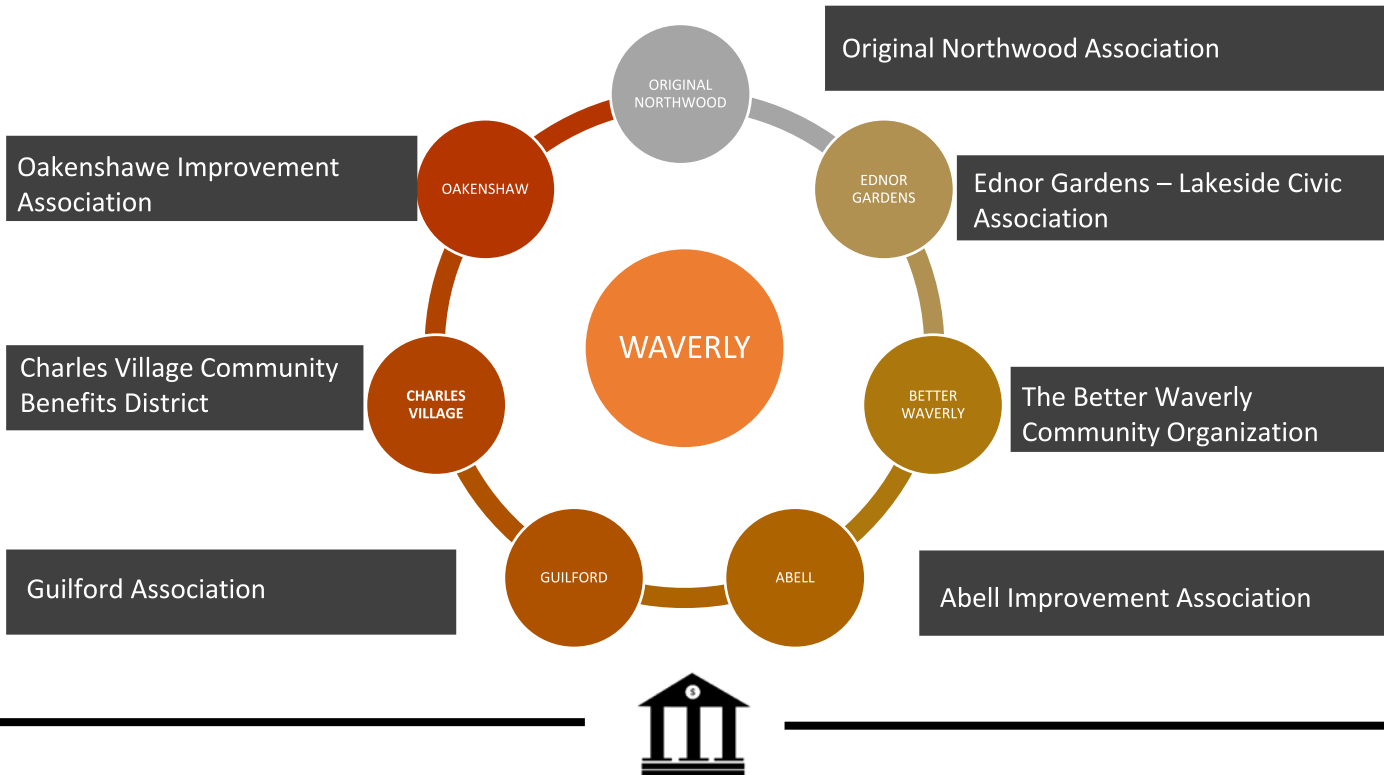 Original Northwood Association
ORIGINAL
NORTHWOOD
Oakenshawe Improvement
Association
OAKENSHAW
EDNOR
GARDENS
Ednor Gardens – Lakeside Civic
Association
WAVERLY
Charles Village Community
Benefits District
CHARLES
VILLAGE
BETTER
WAVERLY
The Better Waverly
Community Organization
Guilford Association
GUILFORD
ABELL
Abell Improvement Association
$